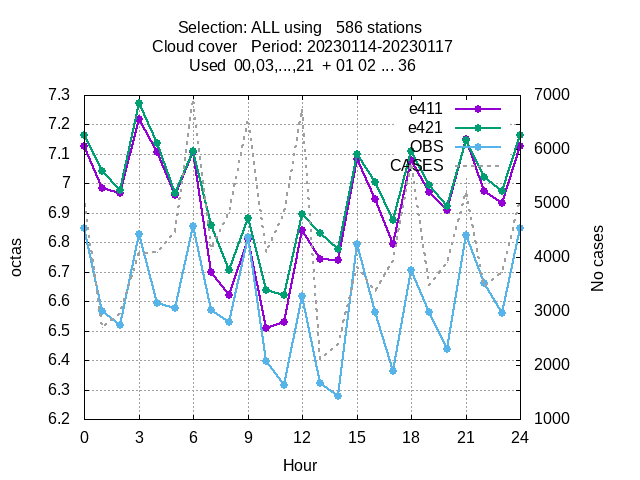 Selection: ALL using   586 stations
Cloud cover   Period: 20230114-20230117
Used  00,03,...,21  + 01 02 ... 36
7.3
7.2
7.1
7
6.9
6.8
6.7
6.6
6.5
6.4
6.3
6.2
octas
e411
e421
OBS
CASES
7000
6000
5000
4000
3000
2000
1000
No cases
0 3 6 9 12 15 18 21 24
Hour